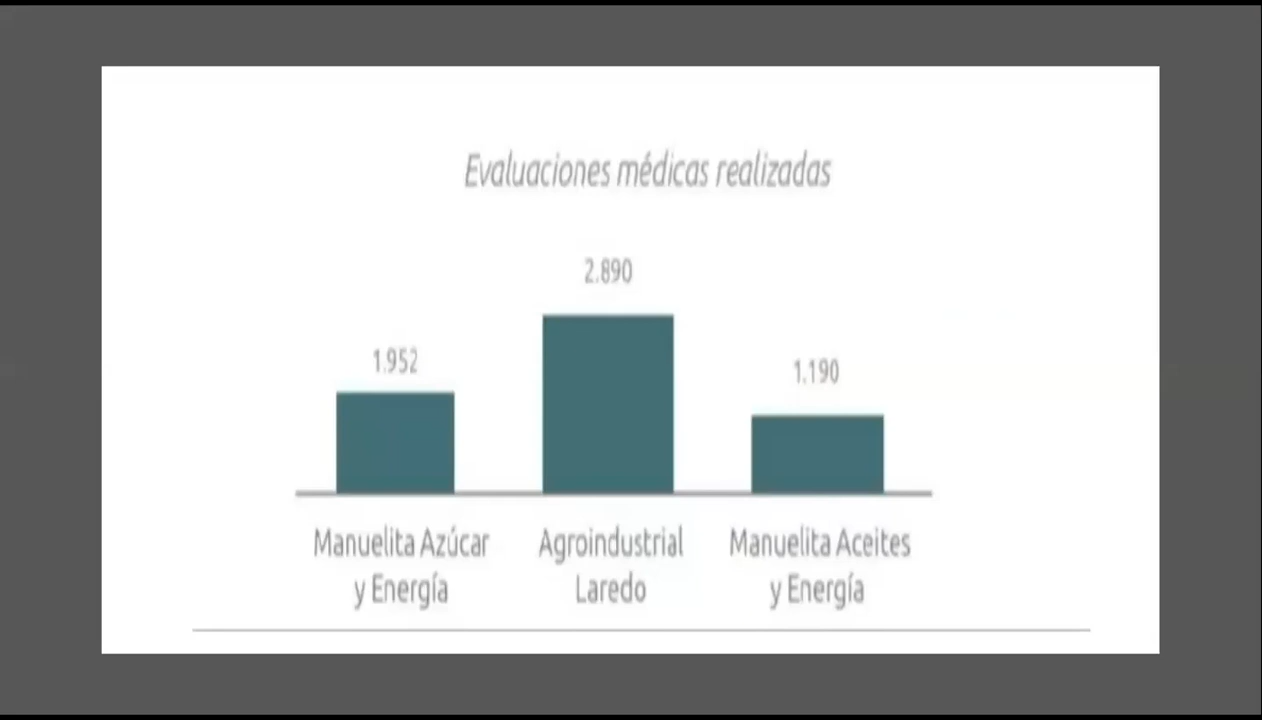 Evaluaciones médicas realizadas
2.890
1.952
1.190
Manuelita Azúcar
y Energía
Agroindustrial
Laredo
Manuelita Aceites
y Energía